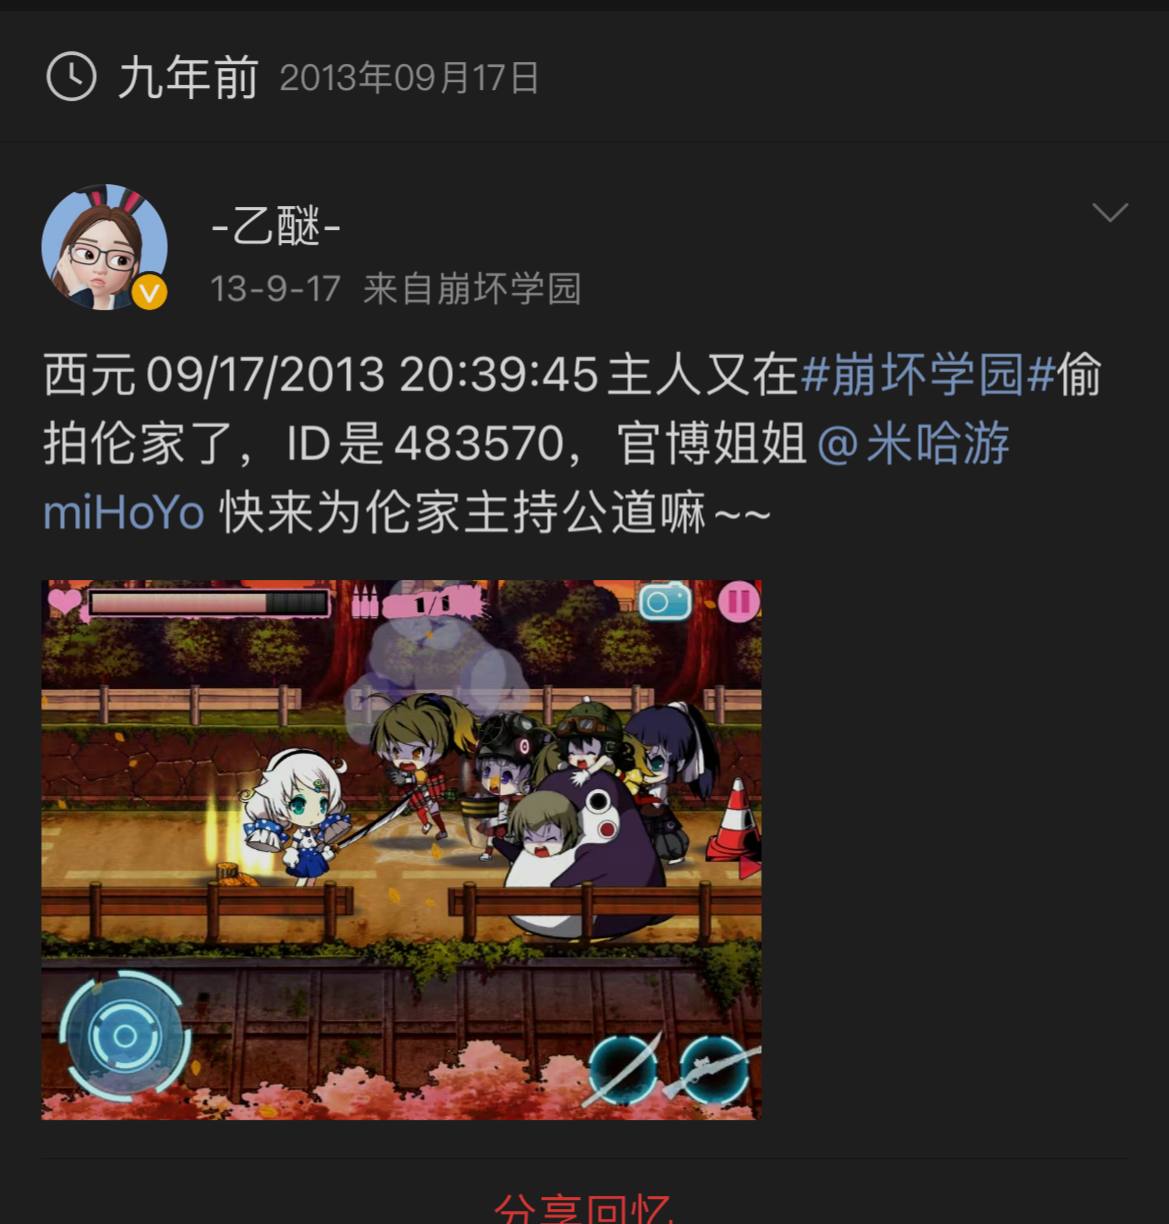 九年前 2013年09月17日
-乙醚-
13-9-17 来自崩坏学园
西元09/17/2013 20:39:45主人又在#崩坏学园#偷
拍伦家了，ID是483570，官博姐姐@米哈游
miHoYo 快来为伦家主持公道嘛~~
1/1
分享回忆